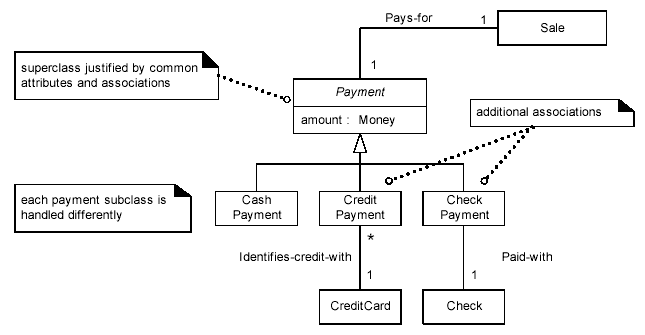 Pays-for
1
Sale
superclass justified by common
attributes and associations
1
Payment
amount : Money
additional associations
each payment subclass is
handled differently
Cash
Payment
Credit
Payment
Check
Payment
*
Identifies-credit-with
Paid-with
1
1
CreditCard
Check